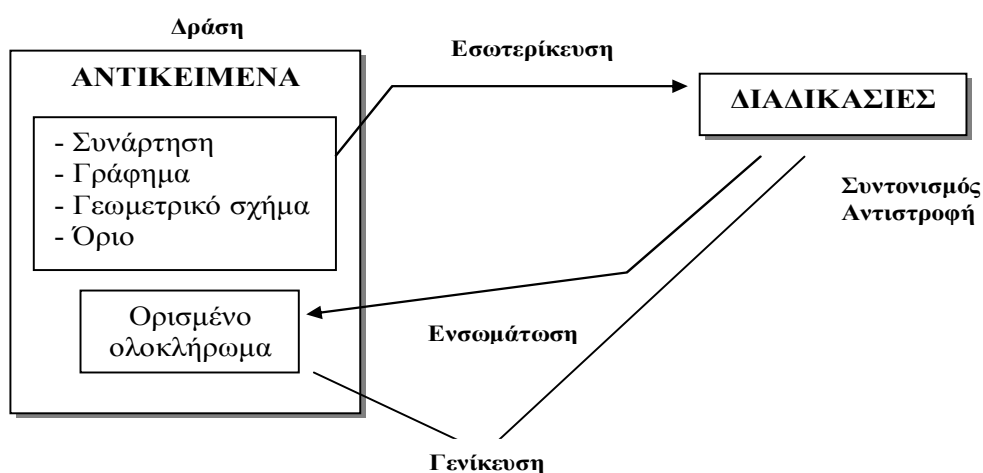 Δράση
Εσωτερίκευση
ΑΝΤΙΚΕΙΜΕΝΑ
ΔΙΑΔΙΚΑΣΙΕΣ
- Συνάρτηση
- Γράφημα
- Γεωμετρικό σχήμα
- Όριο
Συντονισμός
Αντιστροφή
Ορισμένο
ολοκλήρωμα
Ενσωμάτωση
Γενίκευση